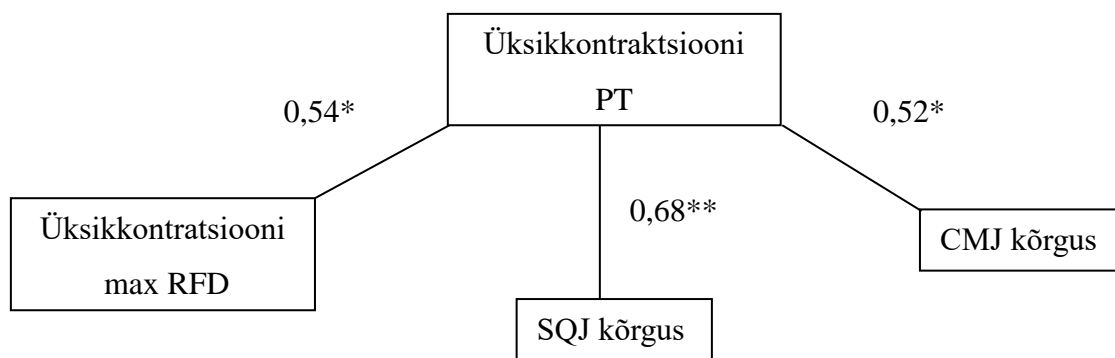 Üksikkontraktsiooni
PT
0,54*
0,52*
0,68**
Üksikkontratsiooni
max RFD
CMJ kõrgus
SQJ kõrgus